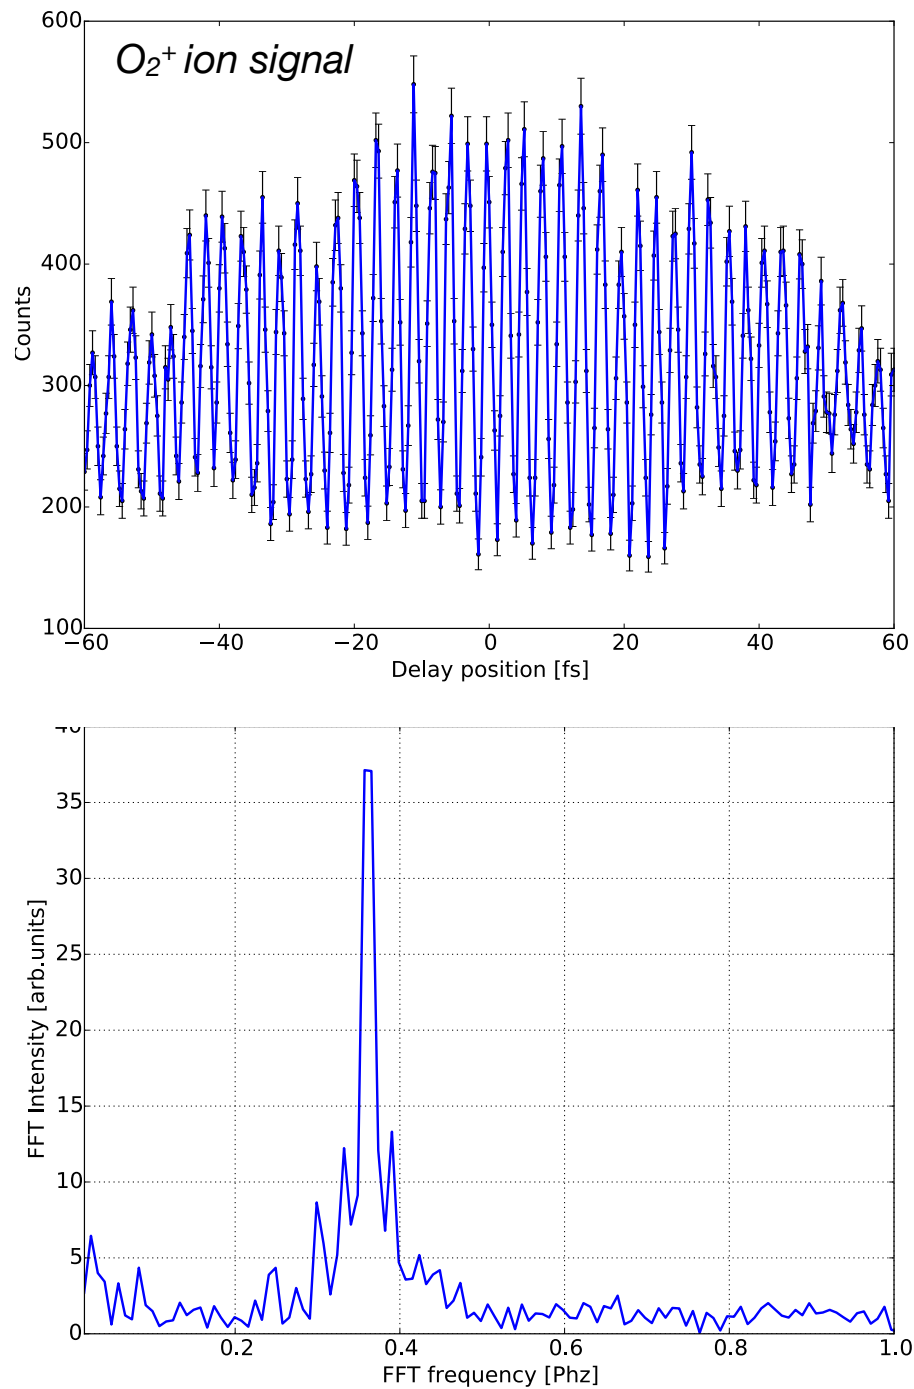 600
O₂⁺ ion signal
500
400
Counts
300
200
100
−60 −40 −20 0 20 40 60
Delay position [fs]
40
35
30
25
FFT Intensity [arb.units]
20
15
10
5
0
0.2 0.4 0.6 0.8 1.0
FFT frequency [Phz]